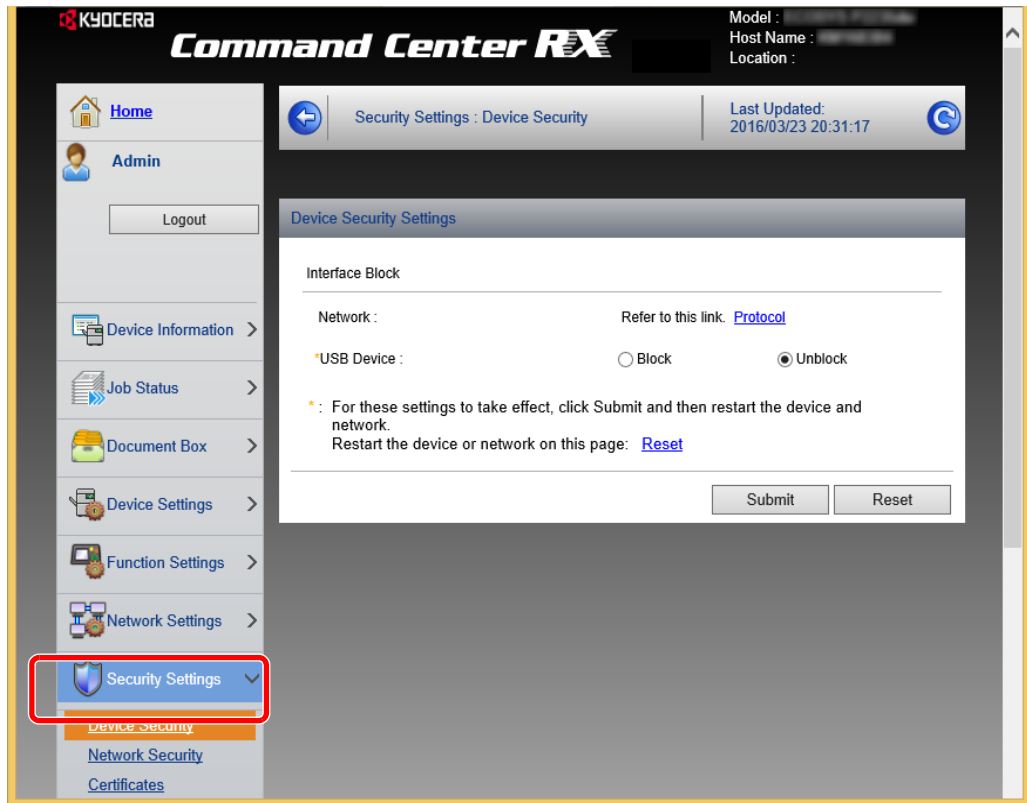 KYOCERA
Command Center RX
Model :
Host Name :
Location :
Home
Admin
Logout
Security Settings : Device Security
Last Updated:
2016/03/23 20:31:17
Device Security Settings
Interface Block
Network :
Refer to this link. Protocol
*USB Device :
Block
Unblock
* : For these settings to take effect, click Submit and then restart the device and
network.
Restart the device or network on this page: Reset
Submit
Reset
Device Information
Job Status
Document Box
Device Settings
Function Settings
Network Settings
Security Settings
Device Security
Network Security
Certificates